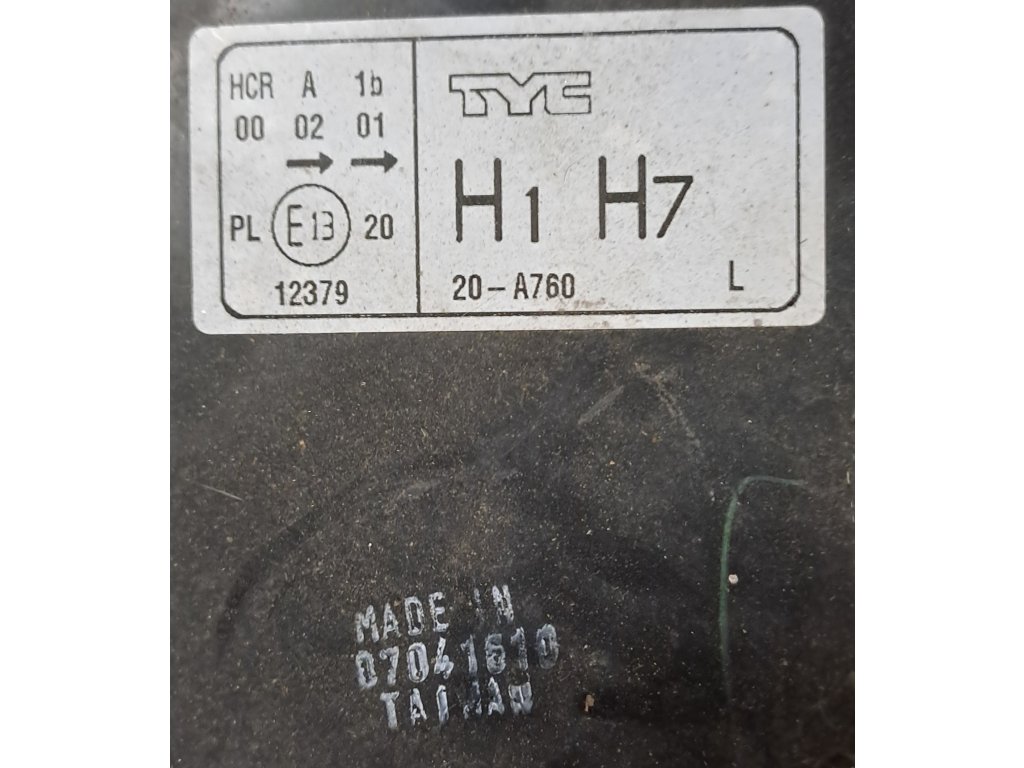 HCR A 1b
00 02 01
PL E13 20
12379
TYC
H1 H7
20-A760 L
MADE IN
07041610
TAIWAN